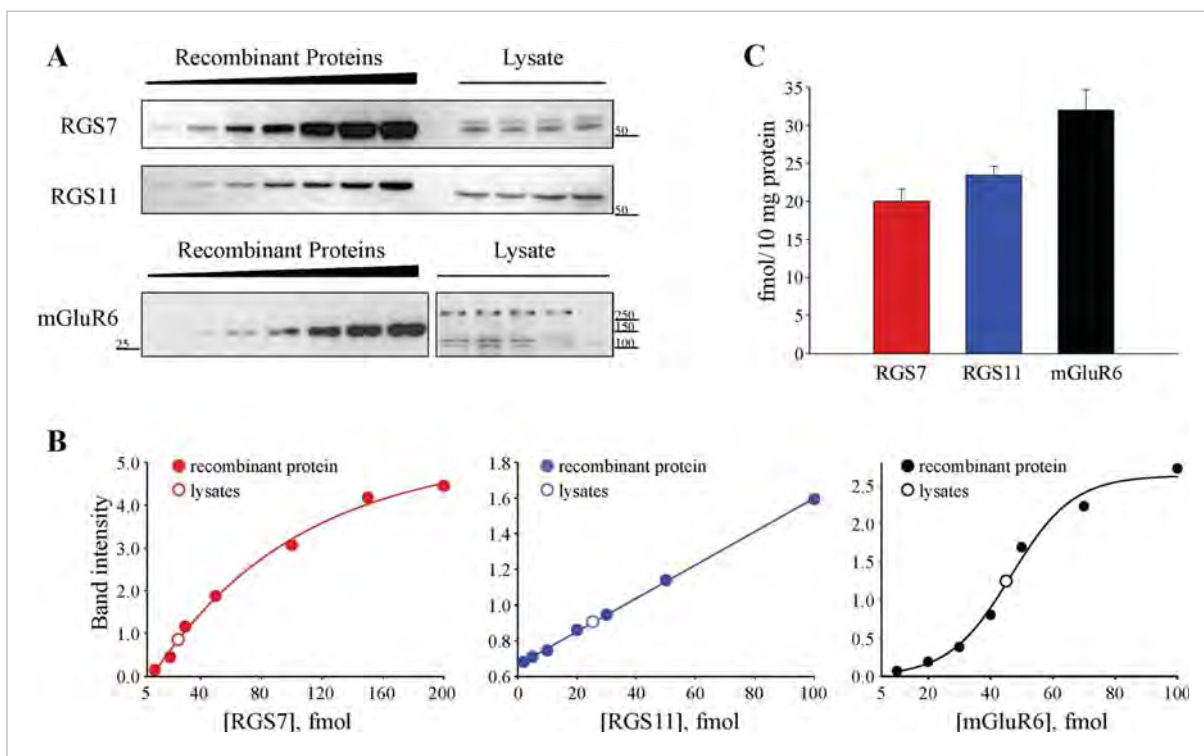 A
Recombinant Proteins
Lysate
RGS7
50
RGS11
50
Recombinant Proteins
Lysate
mGluR6
25
250
150
100
C
35
30
25
20
15
10
5
0
fmol/10 mg protein
RGS7 RGS11 mGluR6
B
recombinant protein
lysates
5.0
4.0
3.0
2.0
1.0
0.0
Band intensity
5 40 80 120 160 200
[RGS7], fmol
recombinant protein
lysates
1.8
1.6
1.4
1.2
1.0
0.8
0.6
0 20 40 60 80 100
[RGS11], fmol
recombinant protein
lysates
2.5
2.0
1.5
1.0
0.5
0.0
5 20 40 60 80 100
[mGluR6], fmol